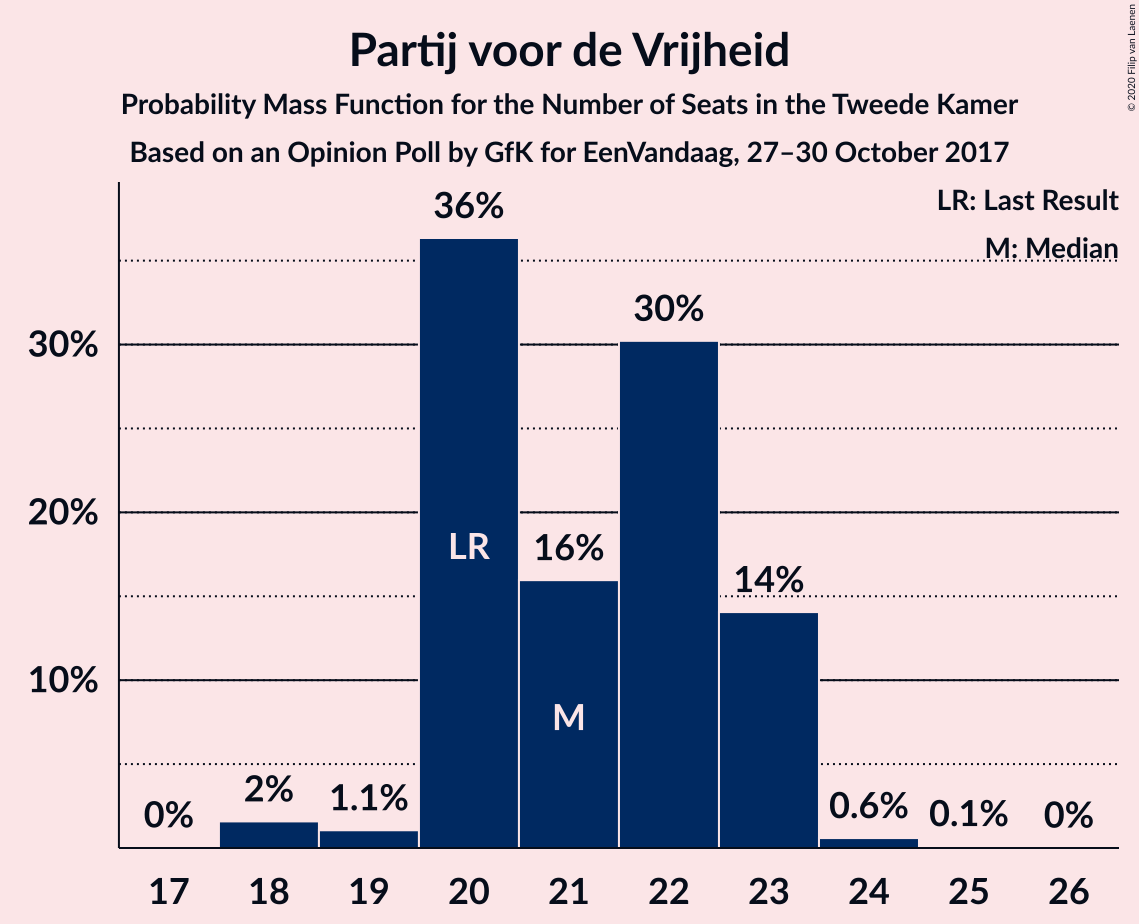 Partij voor de Vrijheid
Probability Mass Function for the Number of Seats in the Tweede Kamer
Based on an Opinion Poll by GfK for EenVandaag, 27–30 October 2017
© 2020 Filip van Laenen
LR: Last Result
M: Median
30%
20%
10%
0%
2%
1.1%
36%
16%
30%
14%
0.6%
0.1%
0%
LR
M
17 18 19 20 21 22 23 24 25 26